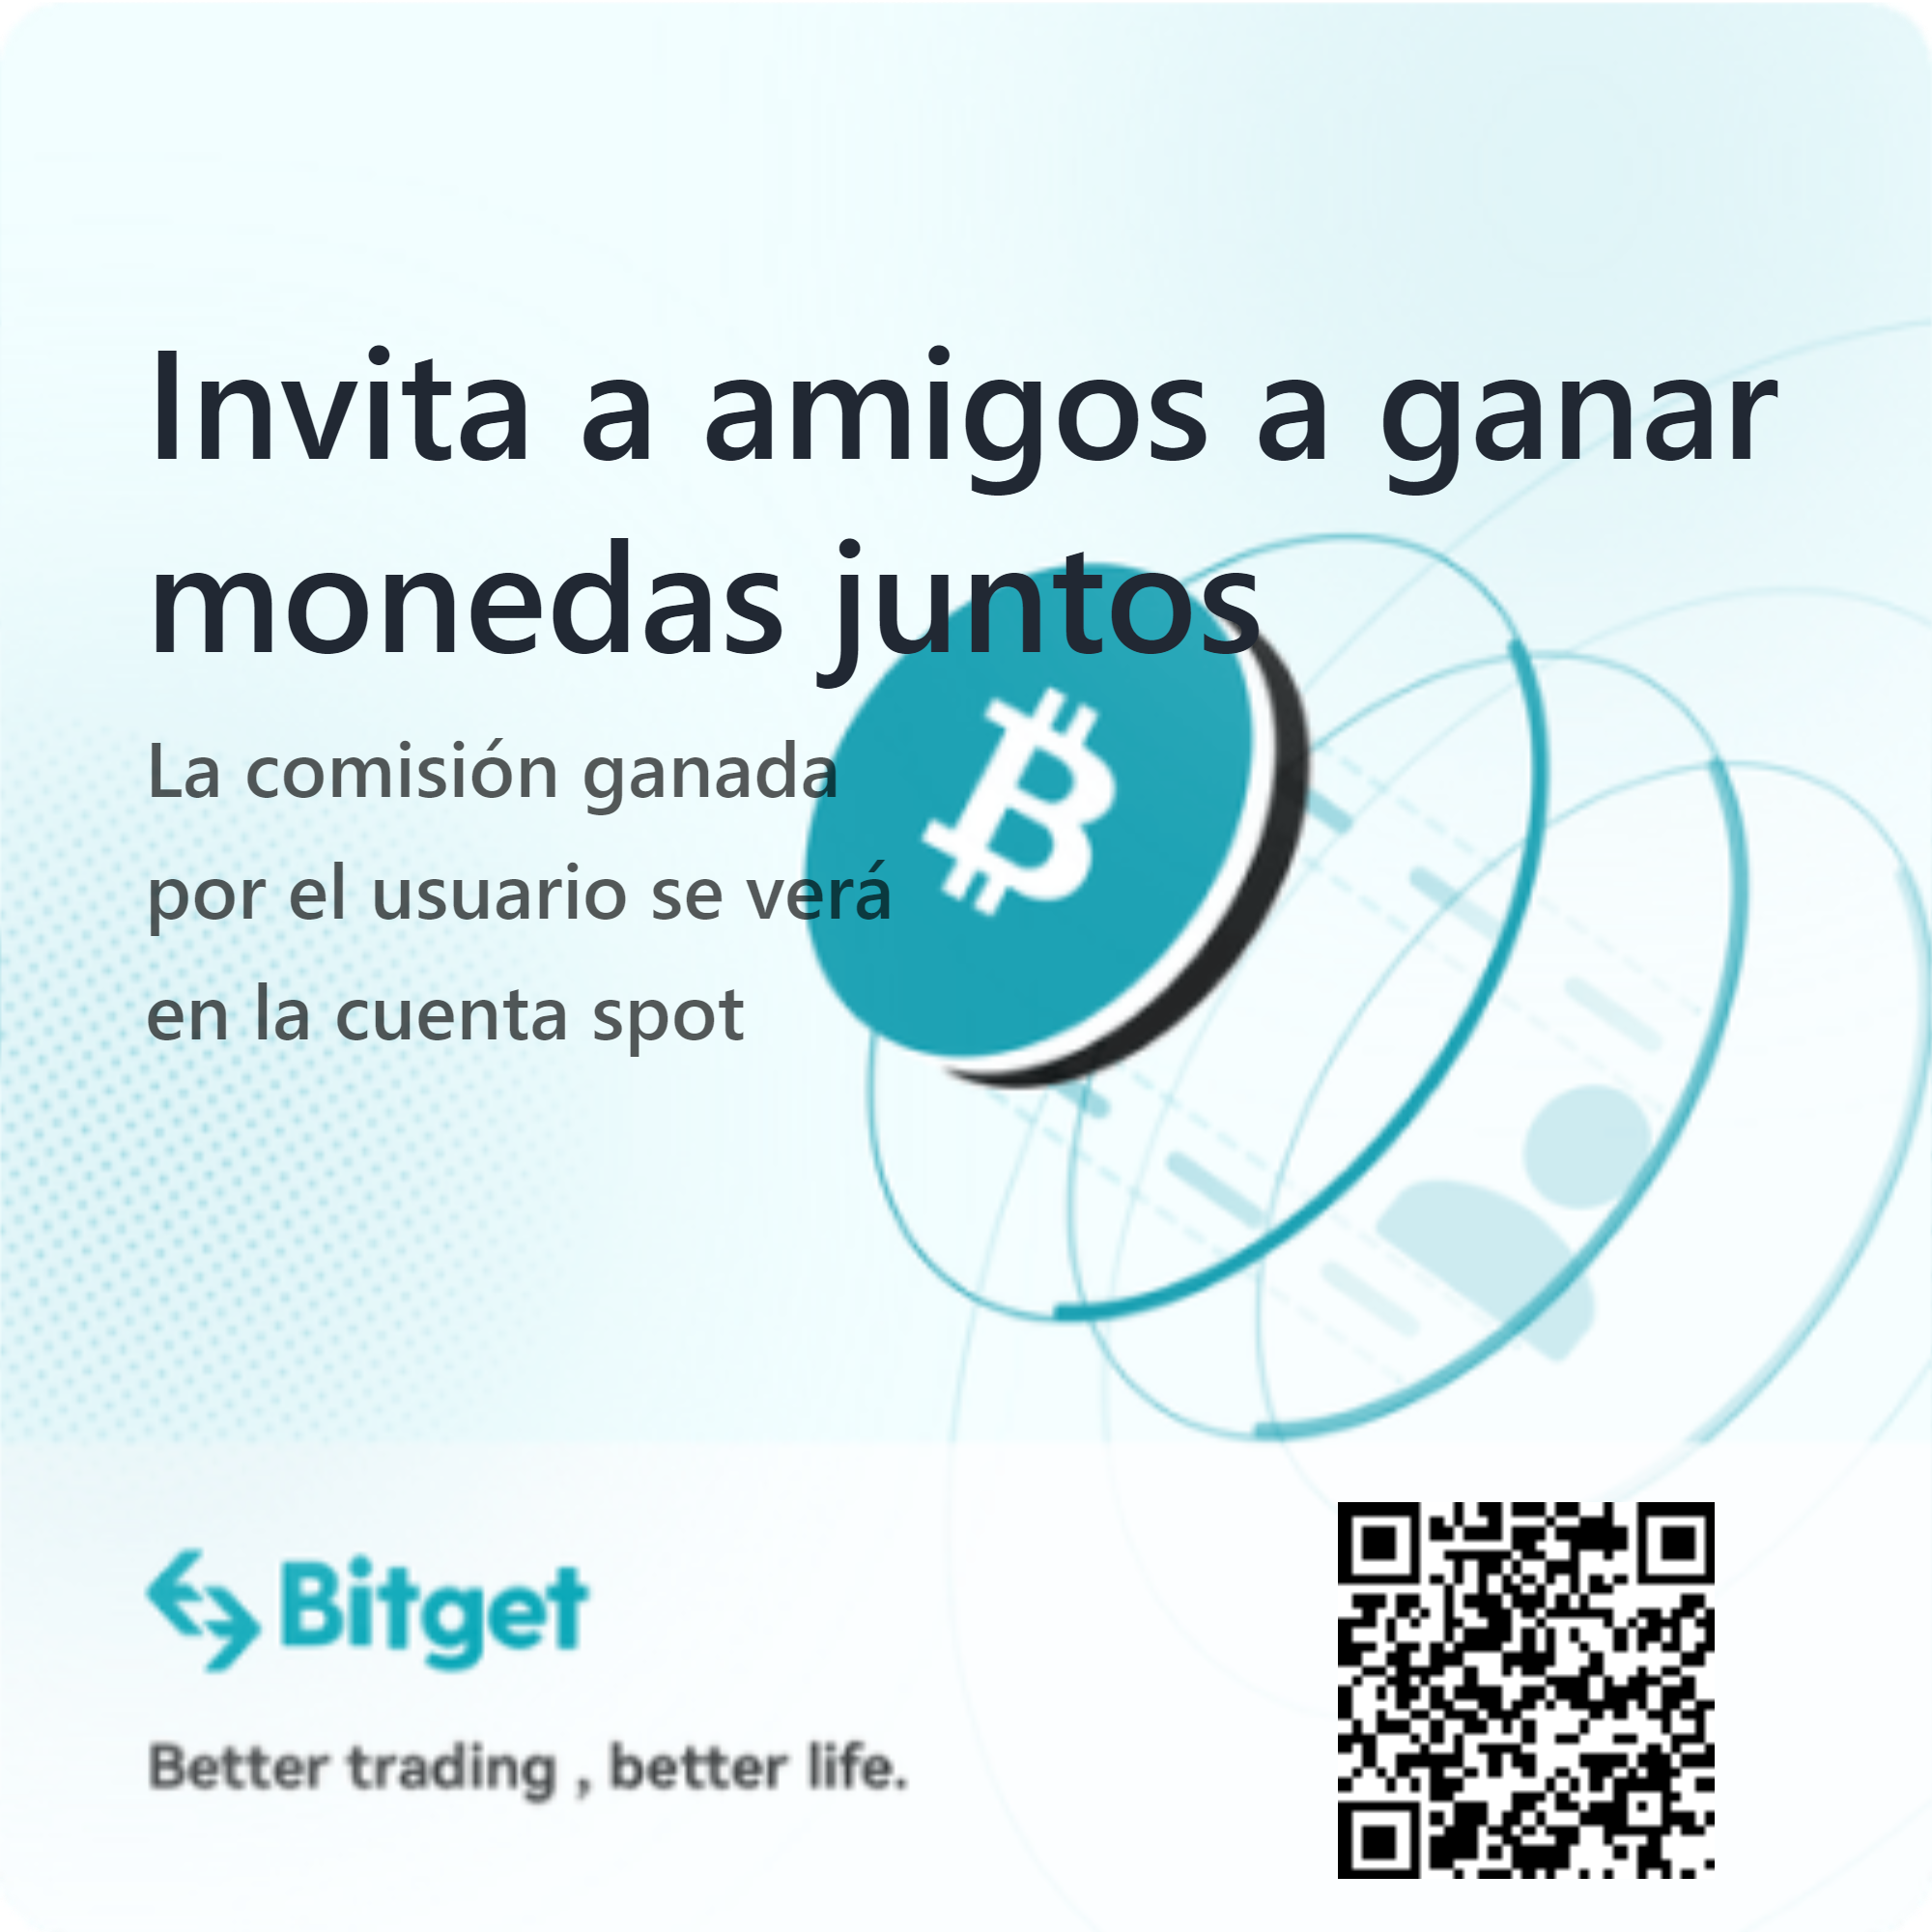 Invita a amigos a ganar
monedas juntos
La comisión ganada
por el usuario se verá
en la cuenta spot
Bitget
Better trading , better life.